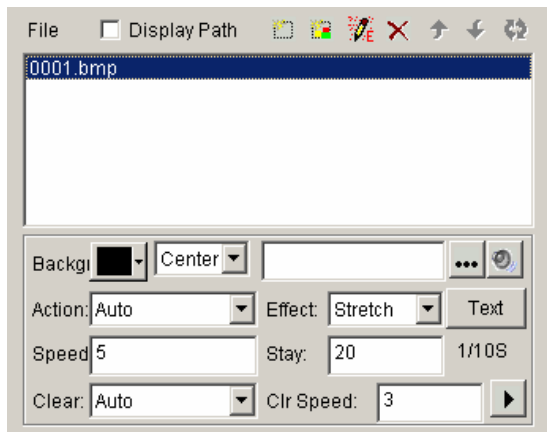 File Display Path
0001.bmp
Backgı Center
Action: Auto Effect: Stretch Text
Speed 5 Stay: 20 1/10S
Clear: Auto Clr Speed: 3